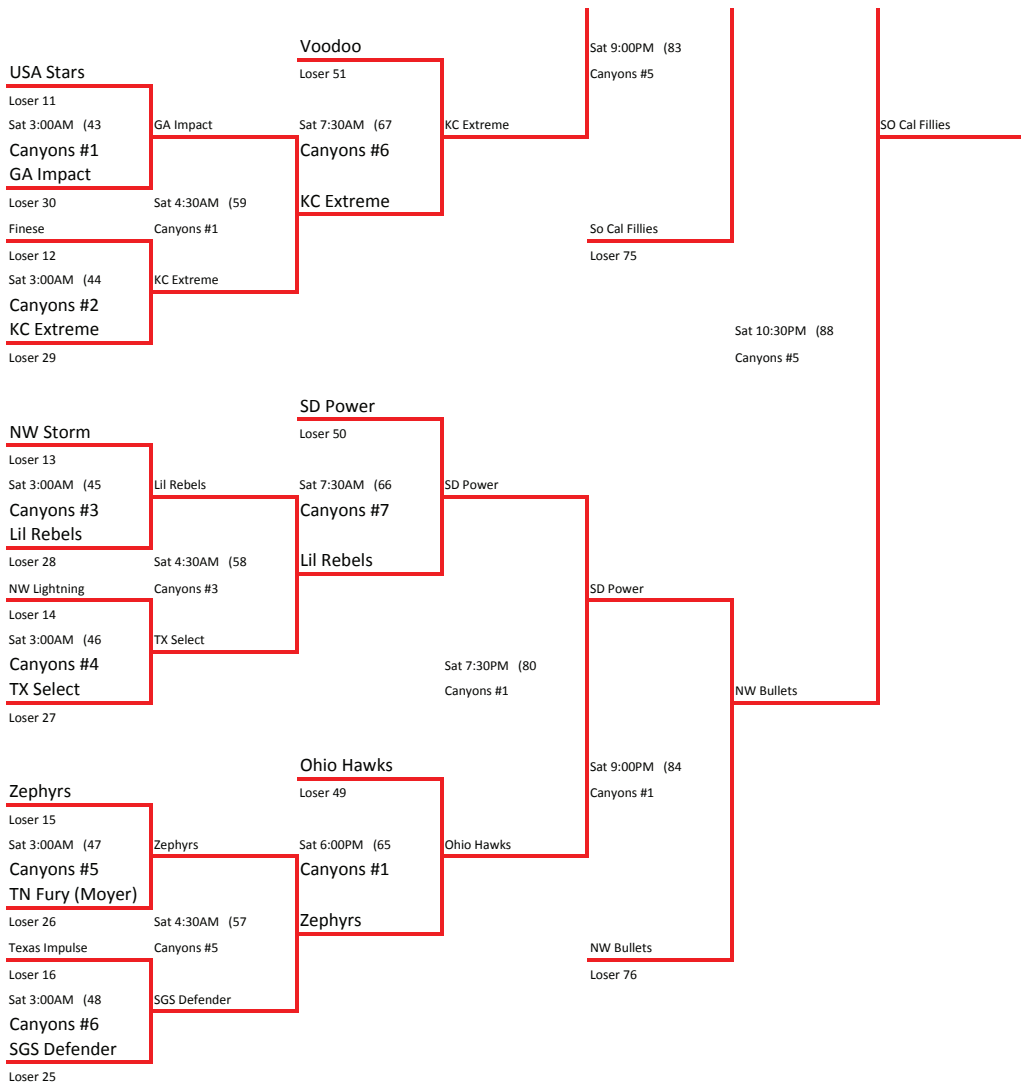 Voodoo
Sat 9:00PM (83
USA Stars
Loser 51
Canyons #5
Loser 11
Sat 3:00AM (43
GA Impact
Sat 7:30AM (67
KC Extreme
SO Cal Fillies
Canyons #1
Canyons #6
GA Impact
Loser 30
Sat 4:30AM (59
KC Extreme
Finese
Canyons #1
So Cal Fillies
Loser 12
Loser 75
Sat 3:00AM (44
KC Extreme
Canyons #2
KC Extreme
Sat 10:30PM (88
Loser 29
Canyons #5
SD Power
NW Storm
Loser 50
Loser 13
Sat 3:00AM (45
Lil Rebels
Sat 7:30AM (66
SD Power
Canyons #3
Canyons #7
Lil Rebels
Loser 28
Sat 4:30AM (58
Lil Rebels
NW Lightning
Canyons #3
SD Power
Loser 14
Sat 3:00AM (46
TX Select
Canyons #4
Sat 7:30PM (80
TX Select
Canyons #1
NW Bullets
Loser 27
Ohio Hawks
Sat 9:00PM (84
Zephyrs
Loser 49
Canyons #1
Loser 15
Sat 3:00AM (47
Zephyrs
Sat 6:00PM (65
Ohio Hawks
Canyons #5
Canyons #1
TN Fury (Moyer)
Loser 26
Sat 4:30AM (57
Zephyrs
Texas Impulse
Canyons #5
NW Bullets
Loser 16
Loser 76
Sat 3:00AM (48
SGS Defender
Canyons #6
SGS Defender
Loser 25